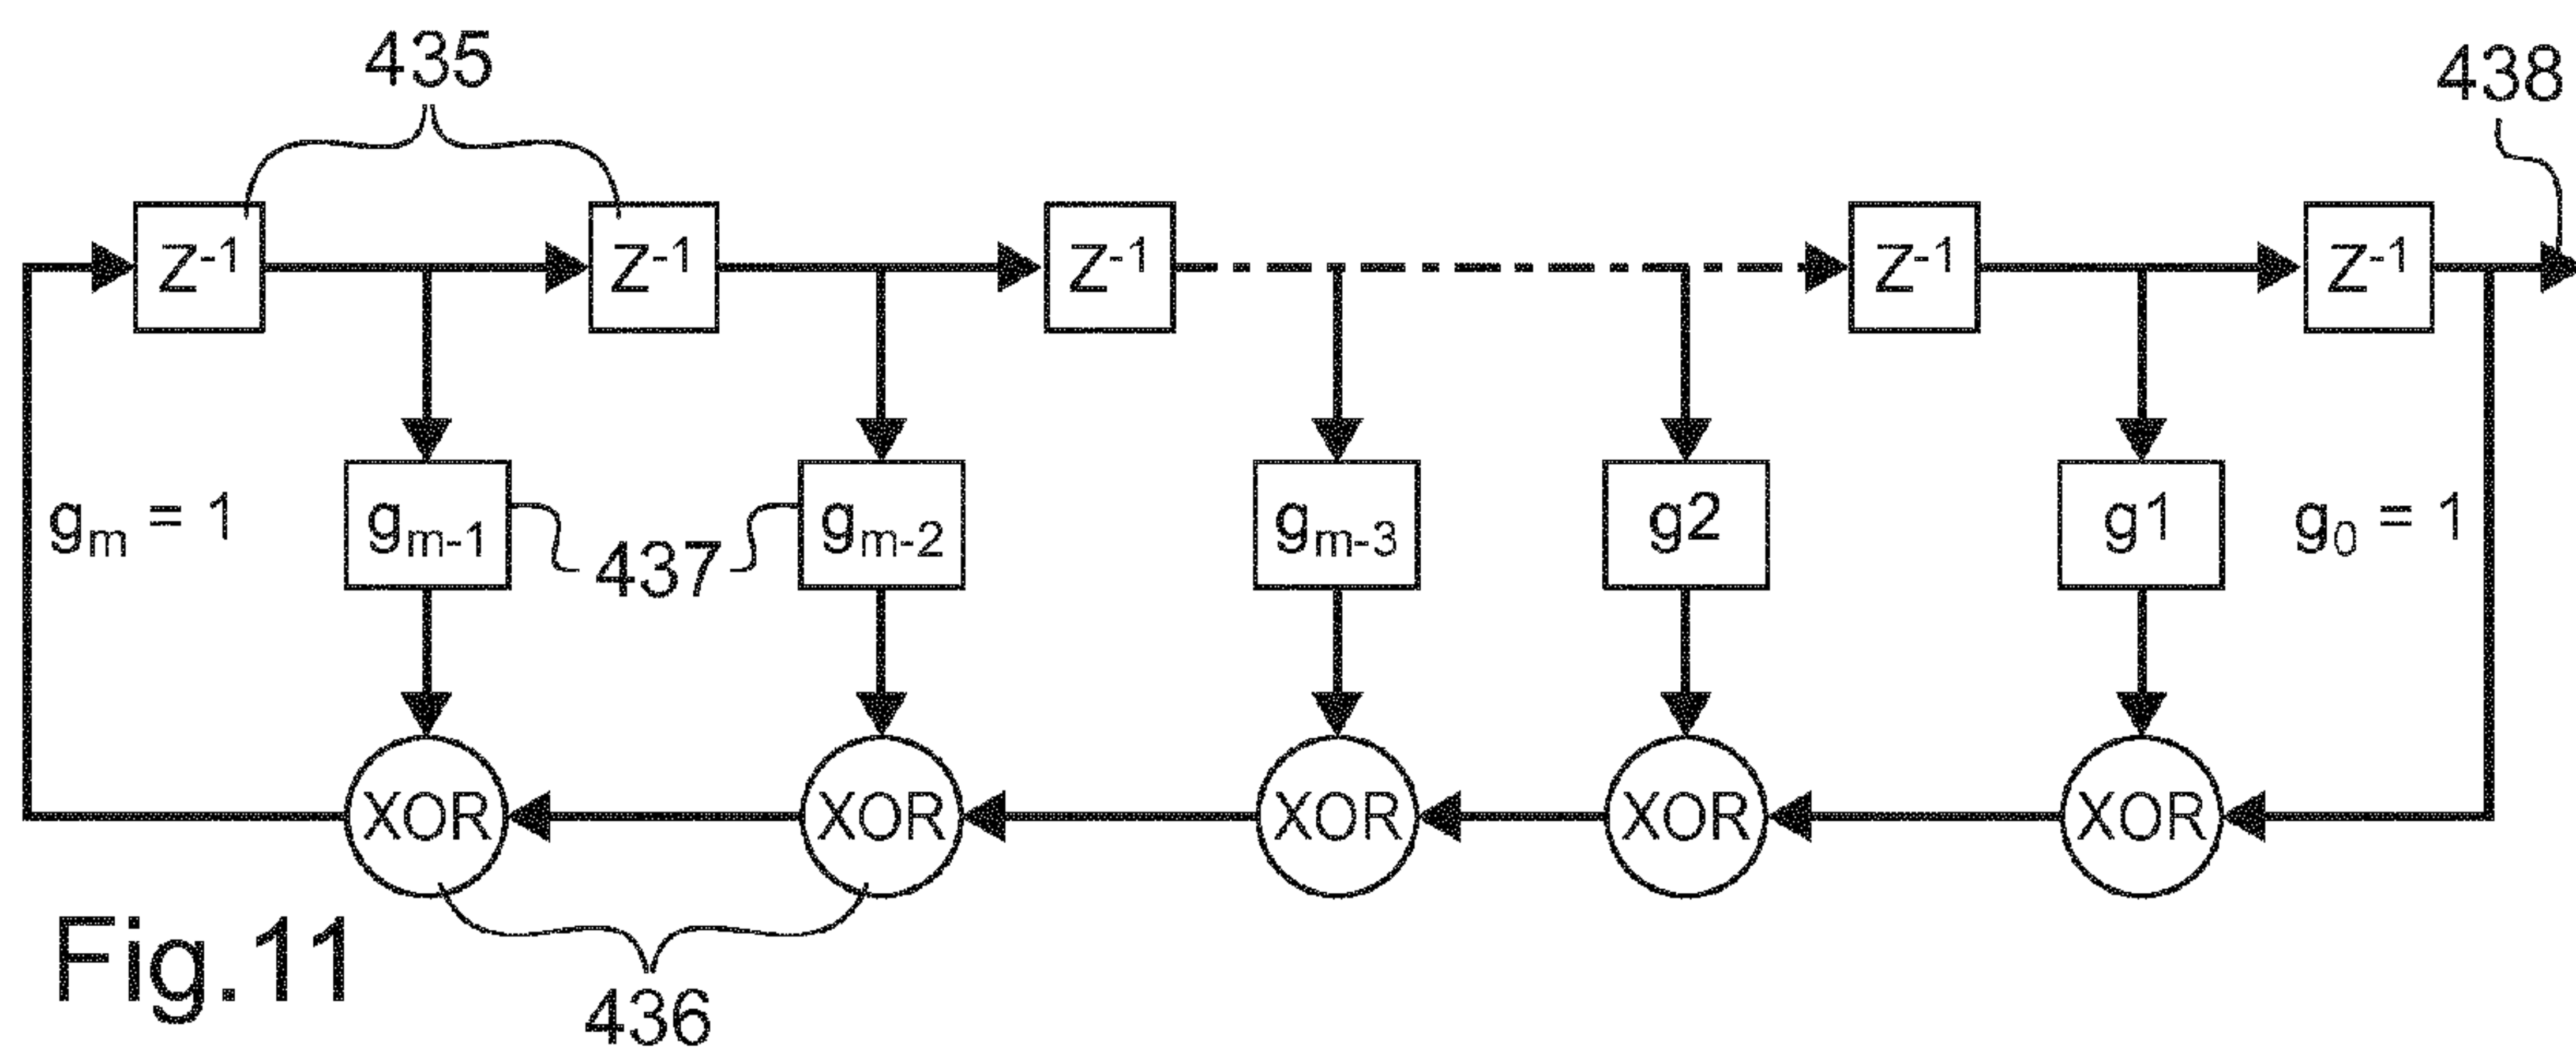 435
438
Z⁻¹ Z⁻¹ Z⁻¹ Z⁻¹ Z⁻¹
gₘ = 1 gₘ₋₁ 437 gₘ₋₂ gₘ₋₃ g2 g1 g₀ = 1
XOR XOR XOR XOR XOR
Fig.11
436